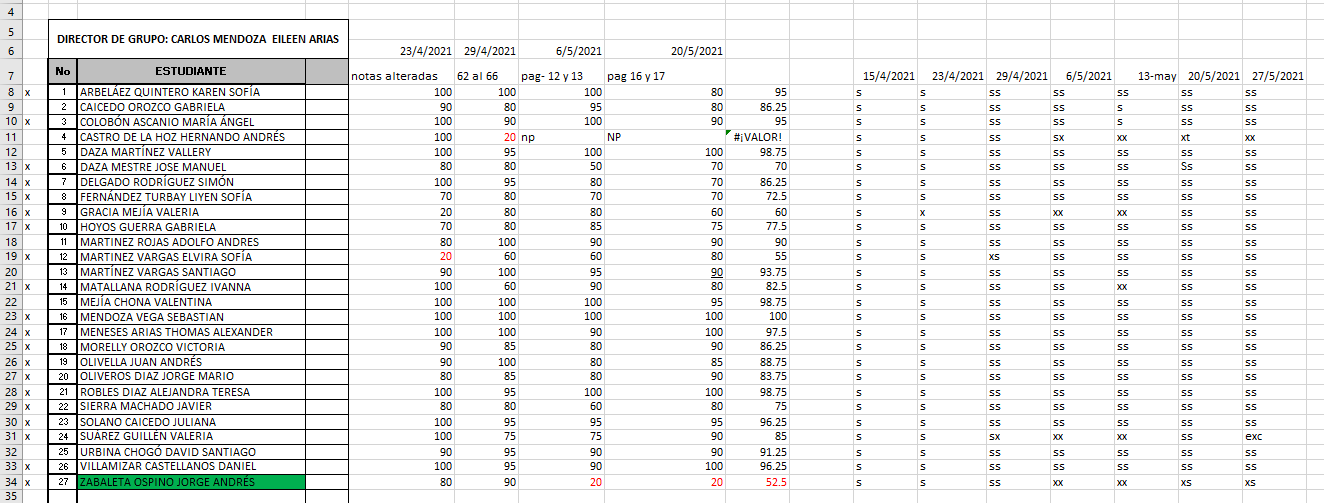 4
5 DIRECTOR DE GRUPO: CARLOS MENDOZA EILEEN ARIAS
6 23/4/2021 29/4/2021 6/5/2021 20/5/2021
7 No ESTUDIANTE notas alteradas 62 al 66 pag- 12 y 13 pag 16 y 17 15/4/2021 23/4/2021 29/4/2021 6/5/2021 13-may 20/5/2021 27/5/2021
8 x 1 ARBELÁEZ QUINTERO KAREN SOFÍA 100 100 100 80 95 s s ss ss ss ss ss
9 2 CAICEDO OROZCO GABRIELA 90 80 95 80 86.25 s s ss ss s ss ss
10 x 3 COLOBÓN ASCANIO MARÍA ÁNGEL 100 90 100 90 95 s s ss ss s ss ss
11 4 CASTRO DE LA HOZ HERNANDO ANDRÉS 100 20 np NP #¡VALOR! s s ss sx xx xt xx
12 5 DAZA MARTÍNEZ VALLERY 100 95 100 100 98.75 s s ss ss ss ss ss
13 x 6 DAZA MESTRE JOSE MANUEL 80 80 50 70 70 s s ss ss ss Ss ss
14 x 7 DELGADO RODRÍGUEZ SIMÓN 100 95 80 70 86.25 s s ss ss ss ss ss
15 x 8 FERNÁNDEZ TURBAY LIYEN SOFÍA 70 80 70 70 72.5 s s ss ss ss ss ss
16 x 9 GRACIA MEJÍA VALERIA 20 80 80 60 60 s x ss xx xx ss ss
17 x 10 HOYOS GUERRA GABRIELA 70 80 85 75 77.5 s s ss ss ss ss ss
18 11 MARTINEZ ROJAS ADOLFO ANDRES 80 100 90 90 90 s s ss ss ss ss ss
19 x 12 MARTINEZ VARGAS ELVIRA SOFÍA 20 60 60 80 55 s s xs ss ss ss ss
20 13 MARTÍNEZ VARGAS SANTIAGO 90 100 95 90 93.75 s s ss ss ss ss ss
21 x 14 MATALLANA RODRÍGUEZ IVANNA 100 60 90 80 82.5 s s ss ss xx ss ss
22 15 MEJÍA CHONA VALENTINA 100 100 100 95 98.75 s s ss ss ss ss ss
23 x 16 MENDOZA VEGA SEBASTIAN 100 100 100 100 100 s s ss ss ss ss ss
24 x 17 MENESES ARIAS THOMAS ALEXANDER 100 100 90 100 97.5 s s ss ss ss ss ss
25 x 18 MORELLY OROZCO VICTORIA 90 85 80 90 86.25 s s ss ss ss ss ss
26 x 19 OLIVELLA JUAN ANDRÉS 90 100 80 85 88.75 s s ss ss ss ss ss
27 x 20 OLIVEROS DIAZ JORGE MARIO 80 85 80 90 83.75 s s ss ss ss ss ss
28 x 21 ROBLES DIAZ ALEJANDRA TERESA 100 95 100 100 98.75 s s ss ss ss ss ss
29 x 22 SIERRA MACHADO JAVIER 80 80 60 80 75 s s ss ss ss ss ss
30 x 23 SOLANO CAICEDO JULIANA 100 95 95 95 96.25 s s ss ss ss ss ss
31 x 24 SUÁREZ GUILLÉN VALERIA 100 75 75 90 85 s s sx xx xx ss exc
32 25 URBINA CHOGÓ DAVID SANTIAGO 90 95 90 90 91.25 s s ss ss ss ss ss
33 x 26 VILLAMIZAR CASTELLANOS DANIEL 100 95 90 100 96.25 s s ss ss ss ss ss
34 x 27 ZABALETA OSPINO JORGE ANDRÉS 80 90 20 20 52.5 s s ss xx xx xs xs
35